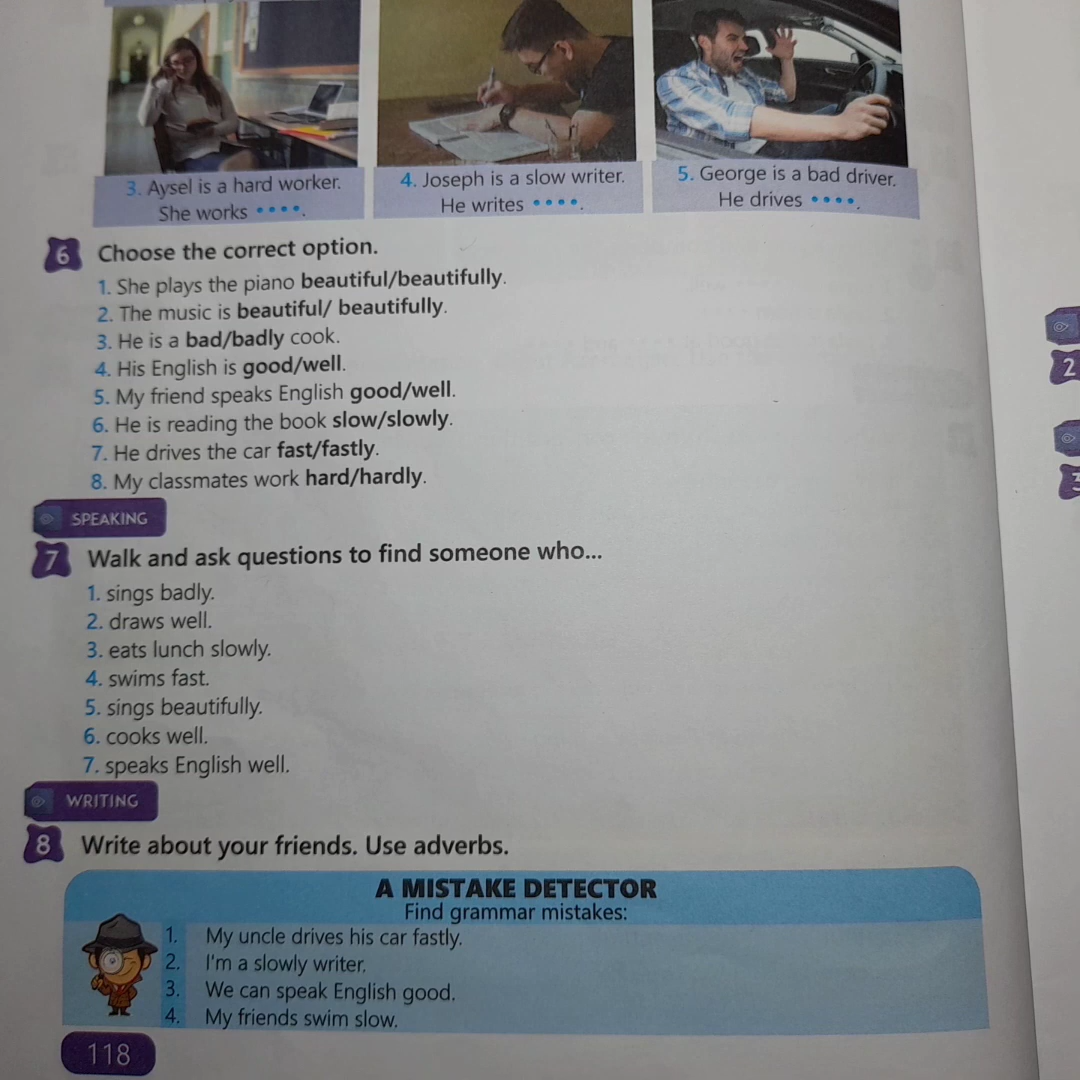 3. Aysel is a hard worker.
She works ••••.
4. Joseph is a slow writer.
He writes ••••.
5. George is a bad driver.
He drives ••••.
6 Choose the correct option.
1. She plays the piano beautiful/beautifully.
2. The music is beautiful/ beautifully.
3. He is a bad/badly cook.
4. His English is good/well.
5. My friend speaks English good/well.
6. He is reading the book slow/slowly.
7. He drives the car fast/fastly.
8. My classmates work hard/hardly.
SPEAKING
7 Walk and ask questions to find someone who...
1. sings badly.
2. draws well.
3. eats lunch slowly.
4. swims fast.
5. sings beautifully.
6. cooks well.
7. speaks English well.
WRITING
8 Write about your friends. Use adverbs.
A MISTAKE DETECTOR
Find grammar mistakes:
1. My uncle drives his car fastly.
2. I'm a slowly writer.
3. We can speak English good.
4. My friends swim slow.
118
2
3